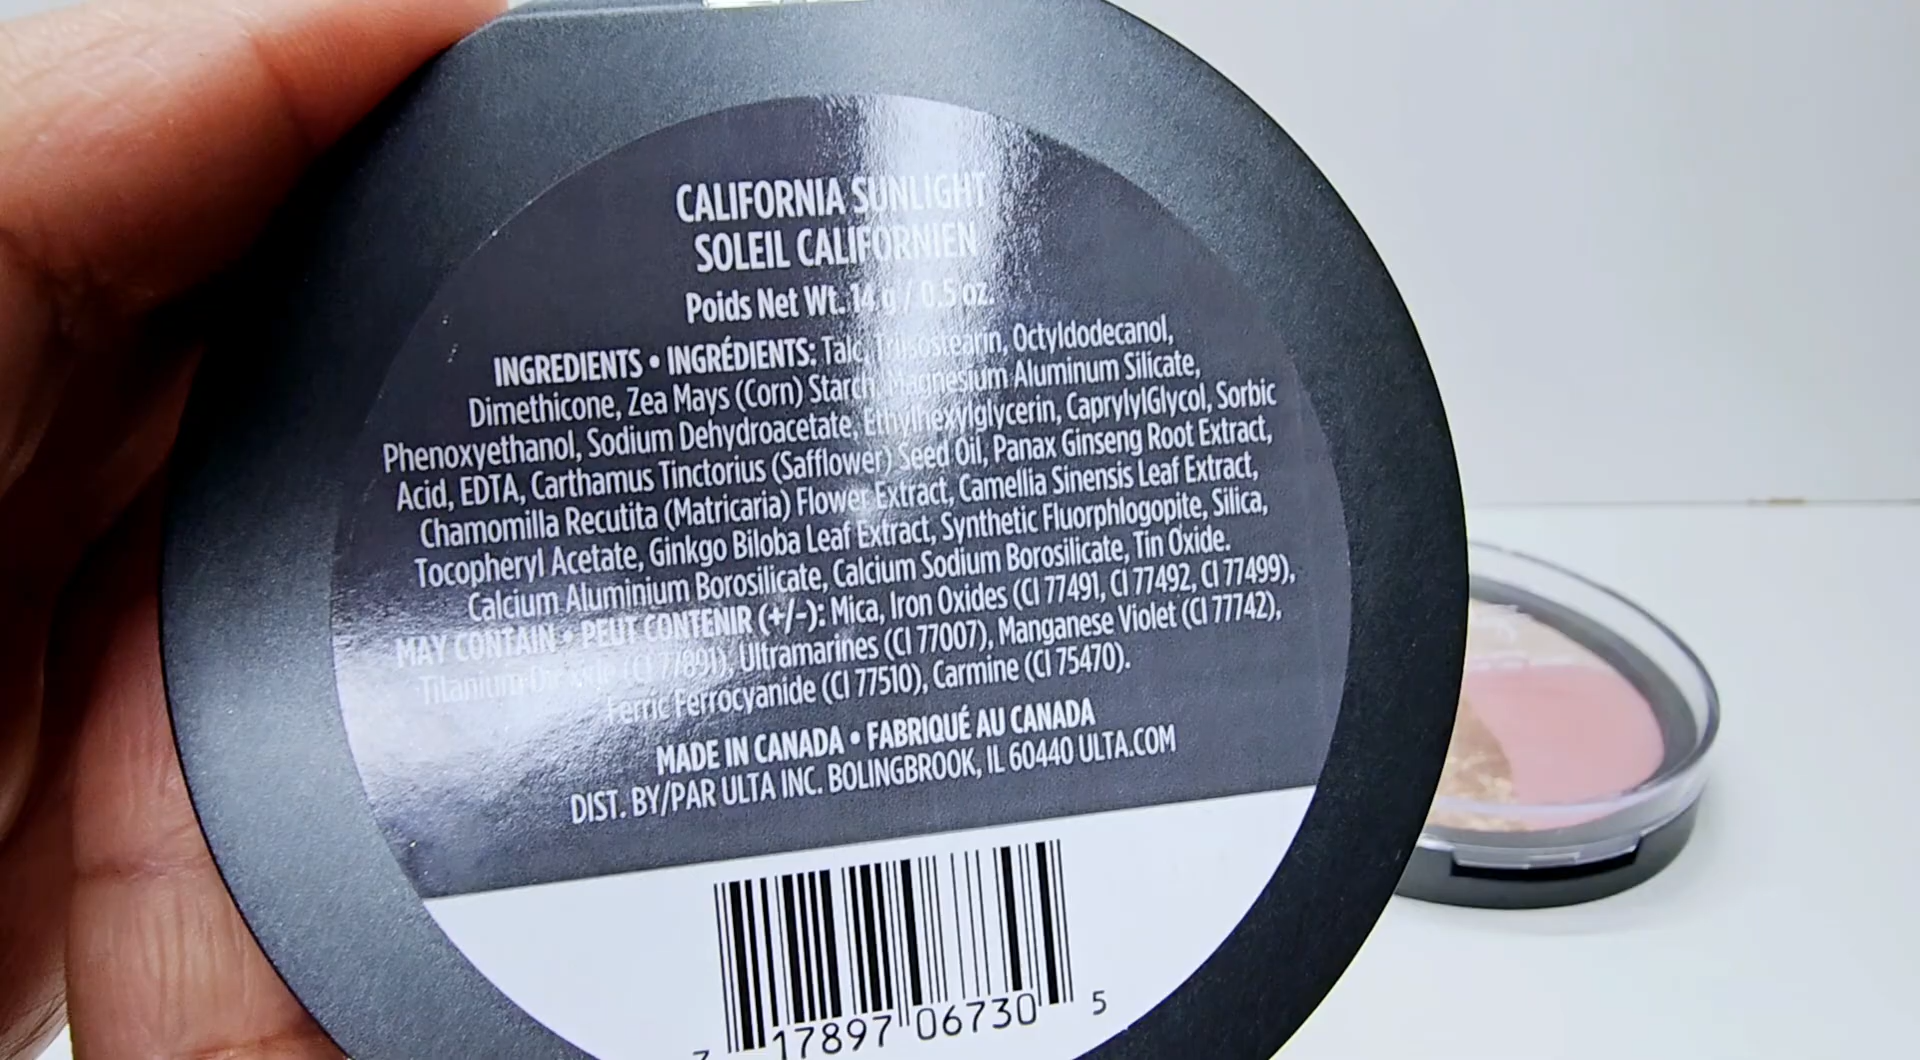 CALIFORNIA SUNLIGHT
SOLEIL CALIFORNIEN
Poids Net Wt. 14 g / 0.5 oz.
INGREDIENTS • INGRÉDIENTS: Talc, Triisostearin, Octyldodecanol,
Dimethicone, Zea Mays (Corn) Starch, Magnesium Aluminum Silicate,
Phenoxyethanol, Sodium Dehydroacetate, Ethylhexylglycerin, CaprylylGlycol, Sorbic
Acid, EDTA, Carthamus Tinctorius (Safflower) Seed Oil, Panax Ginseng Root Extract,
Chamomilla Recutita (Matricaria) Flower Extract, Camellia Sinensis Leaf Extract,
Tocopheryl Acetate, Ginkgo Biloba Leaf Extract, Synthetic Fluorphlogopite, Silica,
Calcium Aluminium Borosilicate, Calcium Sodium Borosilicate, Tin Oxide.
MAY CONTAIN • PEUT CONTENIR (+/-): Mica, Iron Oxides (CI 77491, CI 77492, CI 77499),
Titanium Dioxide (CI 77891), Ultramarines (CI 77007), Manganese Violet (CI 77742),
Ferric Ferrocyanide (CI 77510), Carmine (CI 75470).
MADE IN CANADA • FABRIQUÉ AU CANADA
DIST. BY/PAR ULTA INC. BOLINGBROOK, IL 60440 ULTA.COM
7 17897 06730 5